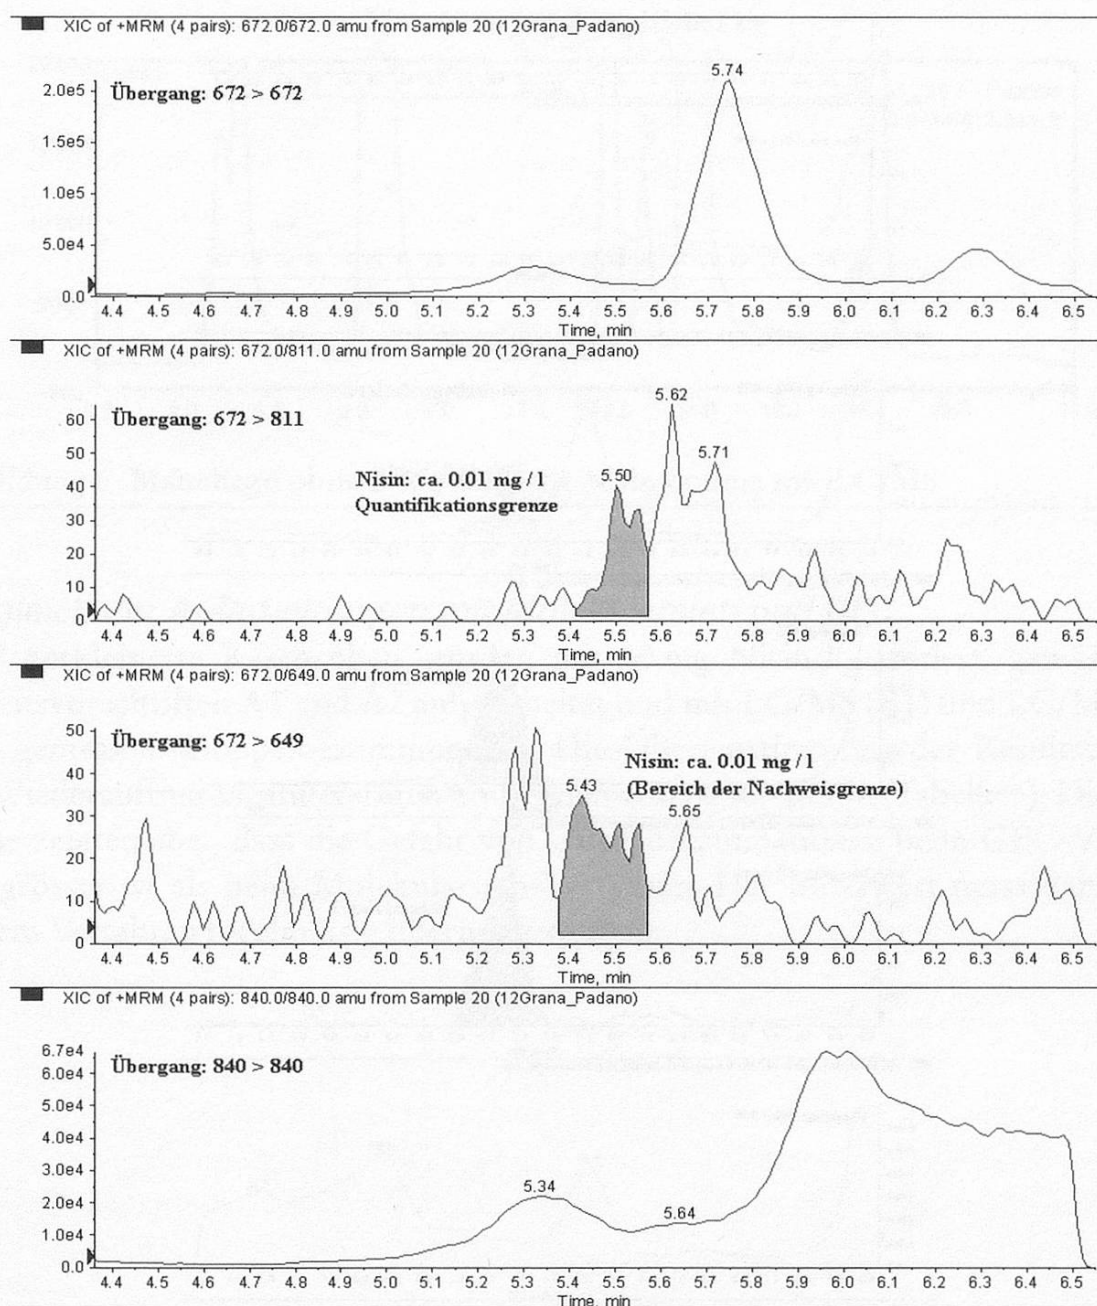 XIC of +MRM (4 pairs): 672.0/672.0 amu from Sample 20 (12Grana_Padano)
5.74
2.0e5
Übergang: 672 > 672
1.5e5
1.0e5
5.0e4
0.0
4.4 4.5 4.6 4.7 4.8 4.9 5.0 5.1 5.2 5.3 5.4 5.5 5.6 5.7 5.8 5.9 6.0 6.1 6.2 6.3 6.4 6.5
Time, min
XIC of +MRM (4 pairs): 672.0/811.0 amu from Sample 20 (12Grana_Padano)
5.62
60
Übergang: 672 > 811
50
5.71
Nisin: ca. 0.01 mg / l
5.50
40
Quantifikationsgrenze
30
20
10
0
4.4 4.5 4.6 4.7 4.8 4.9 5.0 5.1 5.2 5.3 5.4 5.5 5.6 5.7 5.8 5.9 6.0 6.1 6.2 6.3 6.4 6.5
Time, min
XIC of +MRM (4 pairs): 672.0/649.0 amu from Sample 20 (12Grana_Padano)
50
Übergang: 672 > 649
Nisin: ca. 0.01 mg / l
40
5.43
(Bereich der Nachweisgrenze)
5.65
30
20
10
0
4.4 4.5 4.6 4.7 4.8 4.9 5.0 5.1 5.2 5.3 5.4 5.5 5.6 5.7 5.8 5.9 6.0 6.1 6.2 6.3 6.4 6.5
Time, min
XIC of +MRM (4 pairs): 840.0/840.0 amu from Sample 20 (12Grana_Padano)
6.7e4
Übergang: 840 > 840
6.0e4
5.0e4
4.0e4
3.0e4
5.34
2.0e4
5.64
1.0e4
0.0
4.4 4.5 4.6 4.7 4.8 4.9 5.0 5.1 5.2 5.3 5.4 5.5 5.6 5.7 5.8 5.9 6.0 6.1 6.2 6.3 6.4 6.5
Time, min